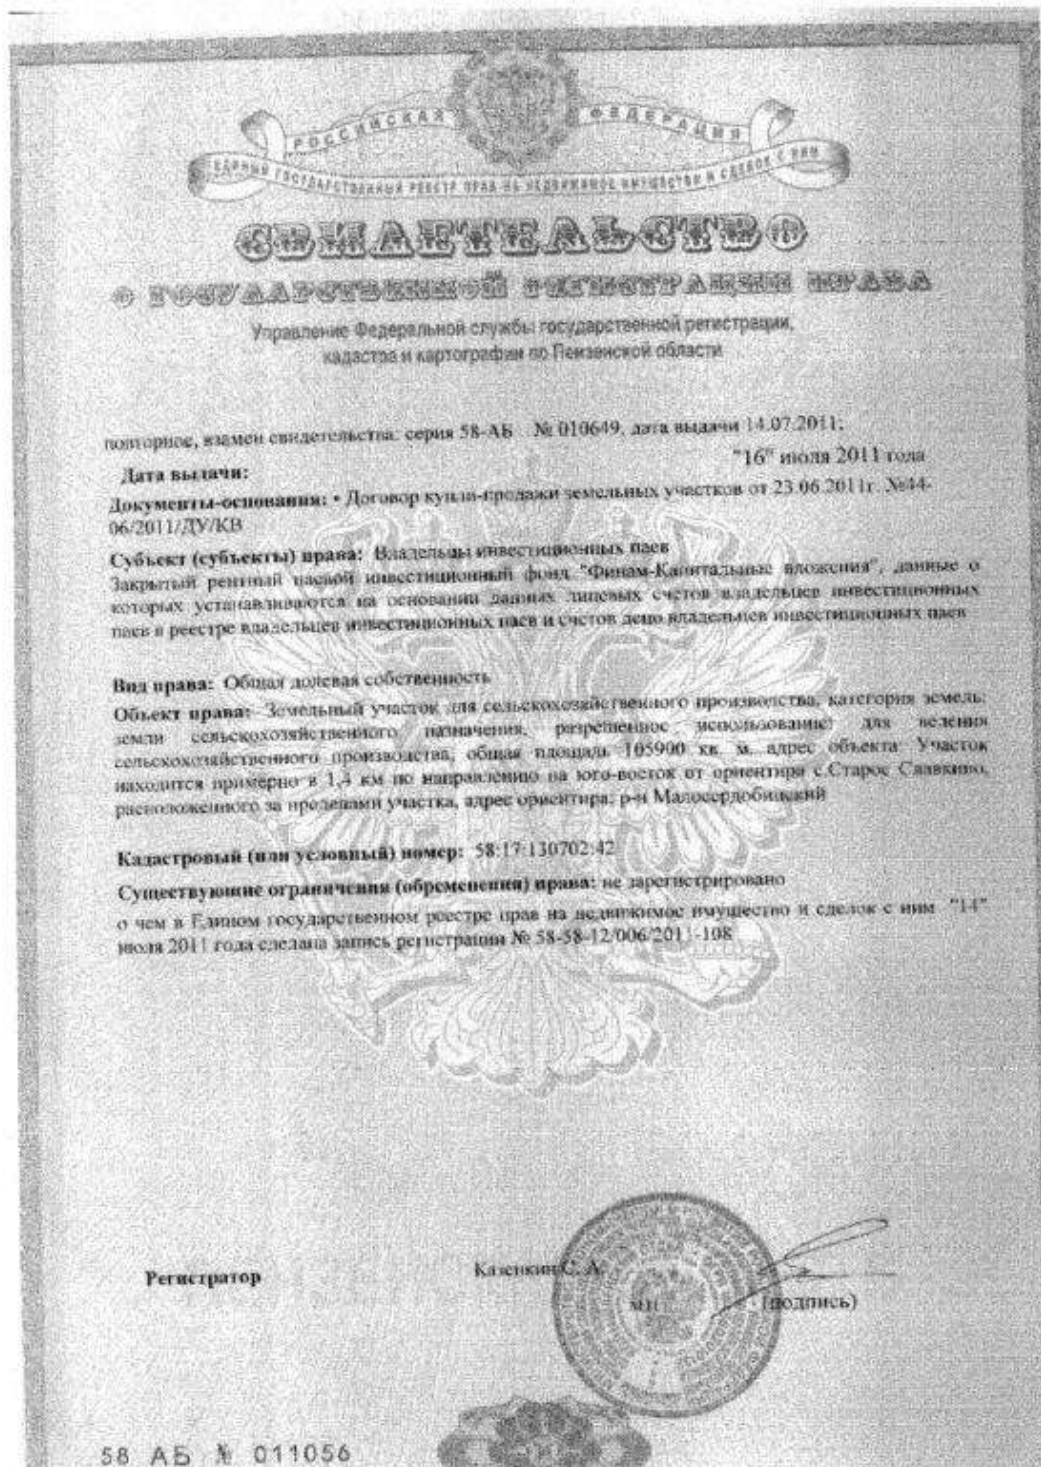 РОССИЙСКАЯ ФЕДЕРАЦИЯ
ЕДИНЫЙ ГОСУДАРСТВЕННЫЙ РЕЕСТР ПРАВ НА НЕДВИЖИМОЕ ИМУЩЕСТВО И СДЕЛОК С НИМ
СВИДЕТЕЛЬСТВО
О ГОСУДАРСТВЕННОЙ РЕГИСТРАЦИИ ПРАВА
Управление Федеральной службы государственной регистрации,
кадастра и картографии по Пензенской области
повторное, взамен свидетельства: серия 58-АБ № 010649, дата выдачи 14.07.2011;
Дата выдачи: "16" июля 2011 года
Документы-основания: • Договор купли-продажи земельных участков от 23.06.2011г. №44-
06/2011/ДУ/КВ
Субъект (субъекты) права: Владельцы инвестиционных паев
Закрытый рентный паевой инвестиционный фонд "Финам-Капитальные вложения", данные о
которых устанавливаются на основании данных лицевых счетов владельцев инвестиционных
паев в реестре владельцев инвестиционных паев и счетов депо владельцев инвестиционных паев
Вид права: Общая долевая собственность
Объект права: Земельный участок для сельскохозяйственного производства, категория земель:
земли сельскохозяйственного назначения, разрешенное использование: для ведения
сельскохозяйственного производства, общая площадь 105900 кв. м, адрес объекта: Участок
находится примерно в 1,4 км по направлению на юго-восток от ориентира с.Старое Славкино,
расположенного за пределами участка, адрес ориентира: р-н Малосердобинский
Кадастровый (или условный) номер: 58:17:130702:42
Существующие ограничения (обременения) права: не зарегистрировано
о чем в Едином государственном реестре прав на недвижимое имущество и сделок с ним "14"
июля 2011 года сделана запись регистрации № 58-58-12/006/2011-108
Регистратор Казенкин С. А.
(подпись)
58 АБ № 011056